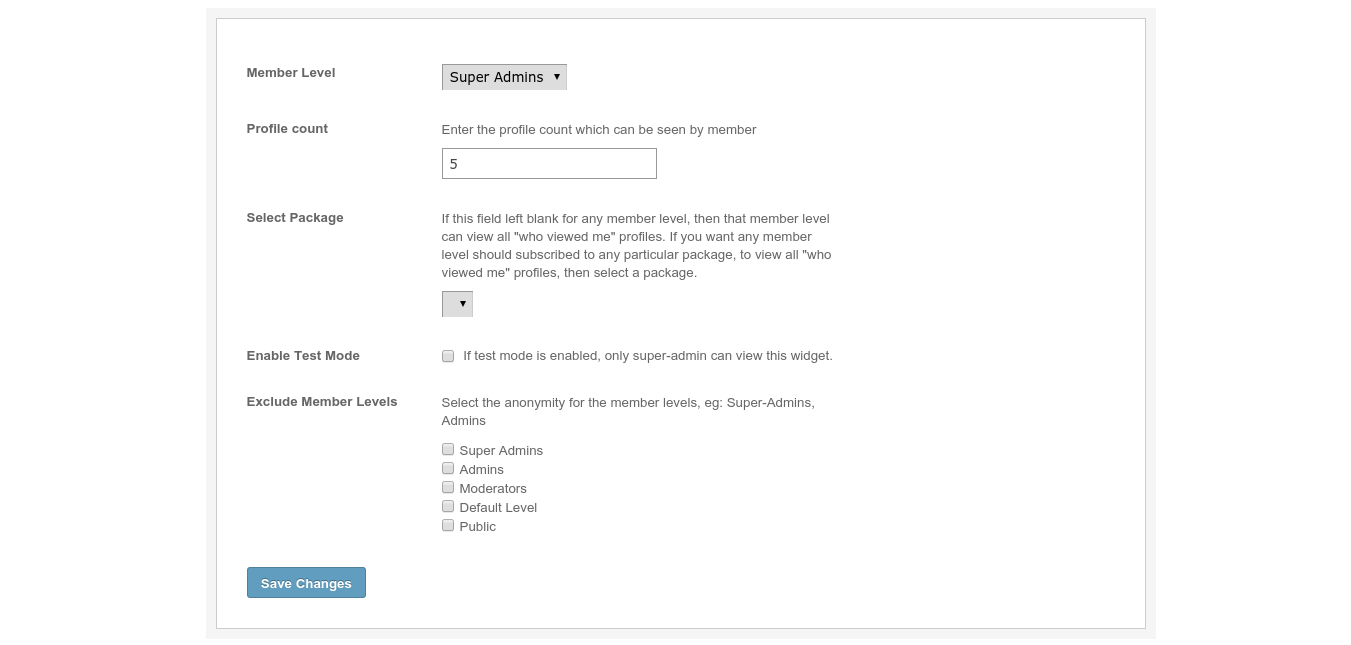 Member Level
Super Admins
Profile count
Enter the profile count which can be seen by member
5
Select Package
If this field left blank for any member level, then that member level
can view all "who viewed me" profiles. If you want any member
level should subscribed to any particular package, to view all "who
viewed me" profiles, then select a package.
Enable Test Mode
If test mode is enabled, only super-admin can view this widget.
Exclude Member Levels
Select the anonymity for the member levels, eg: Super-Admins,
Admins
Super Admins
Admins
Moderators
Default Level
Public
Save Changes